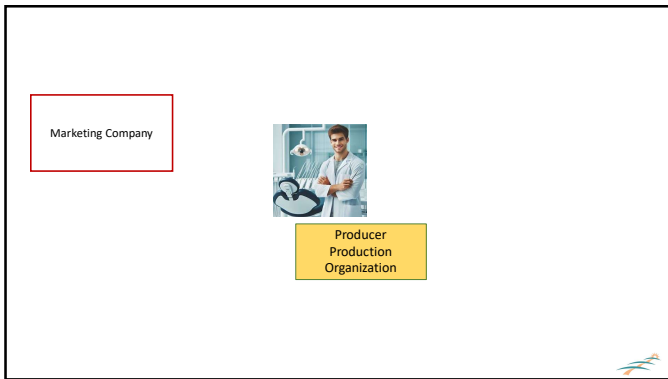 Marketing Company
Producer
Production
Organization